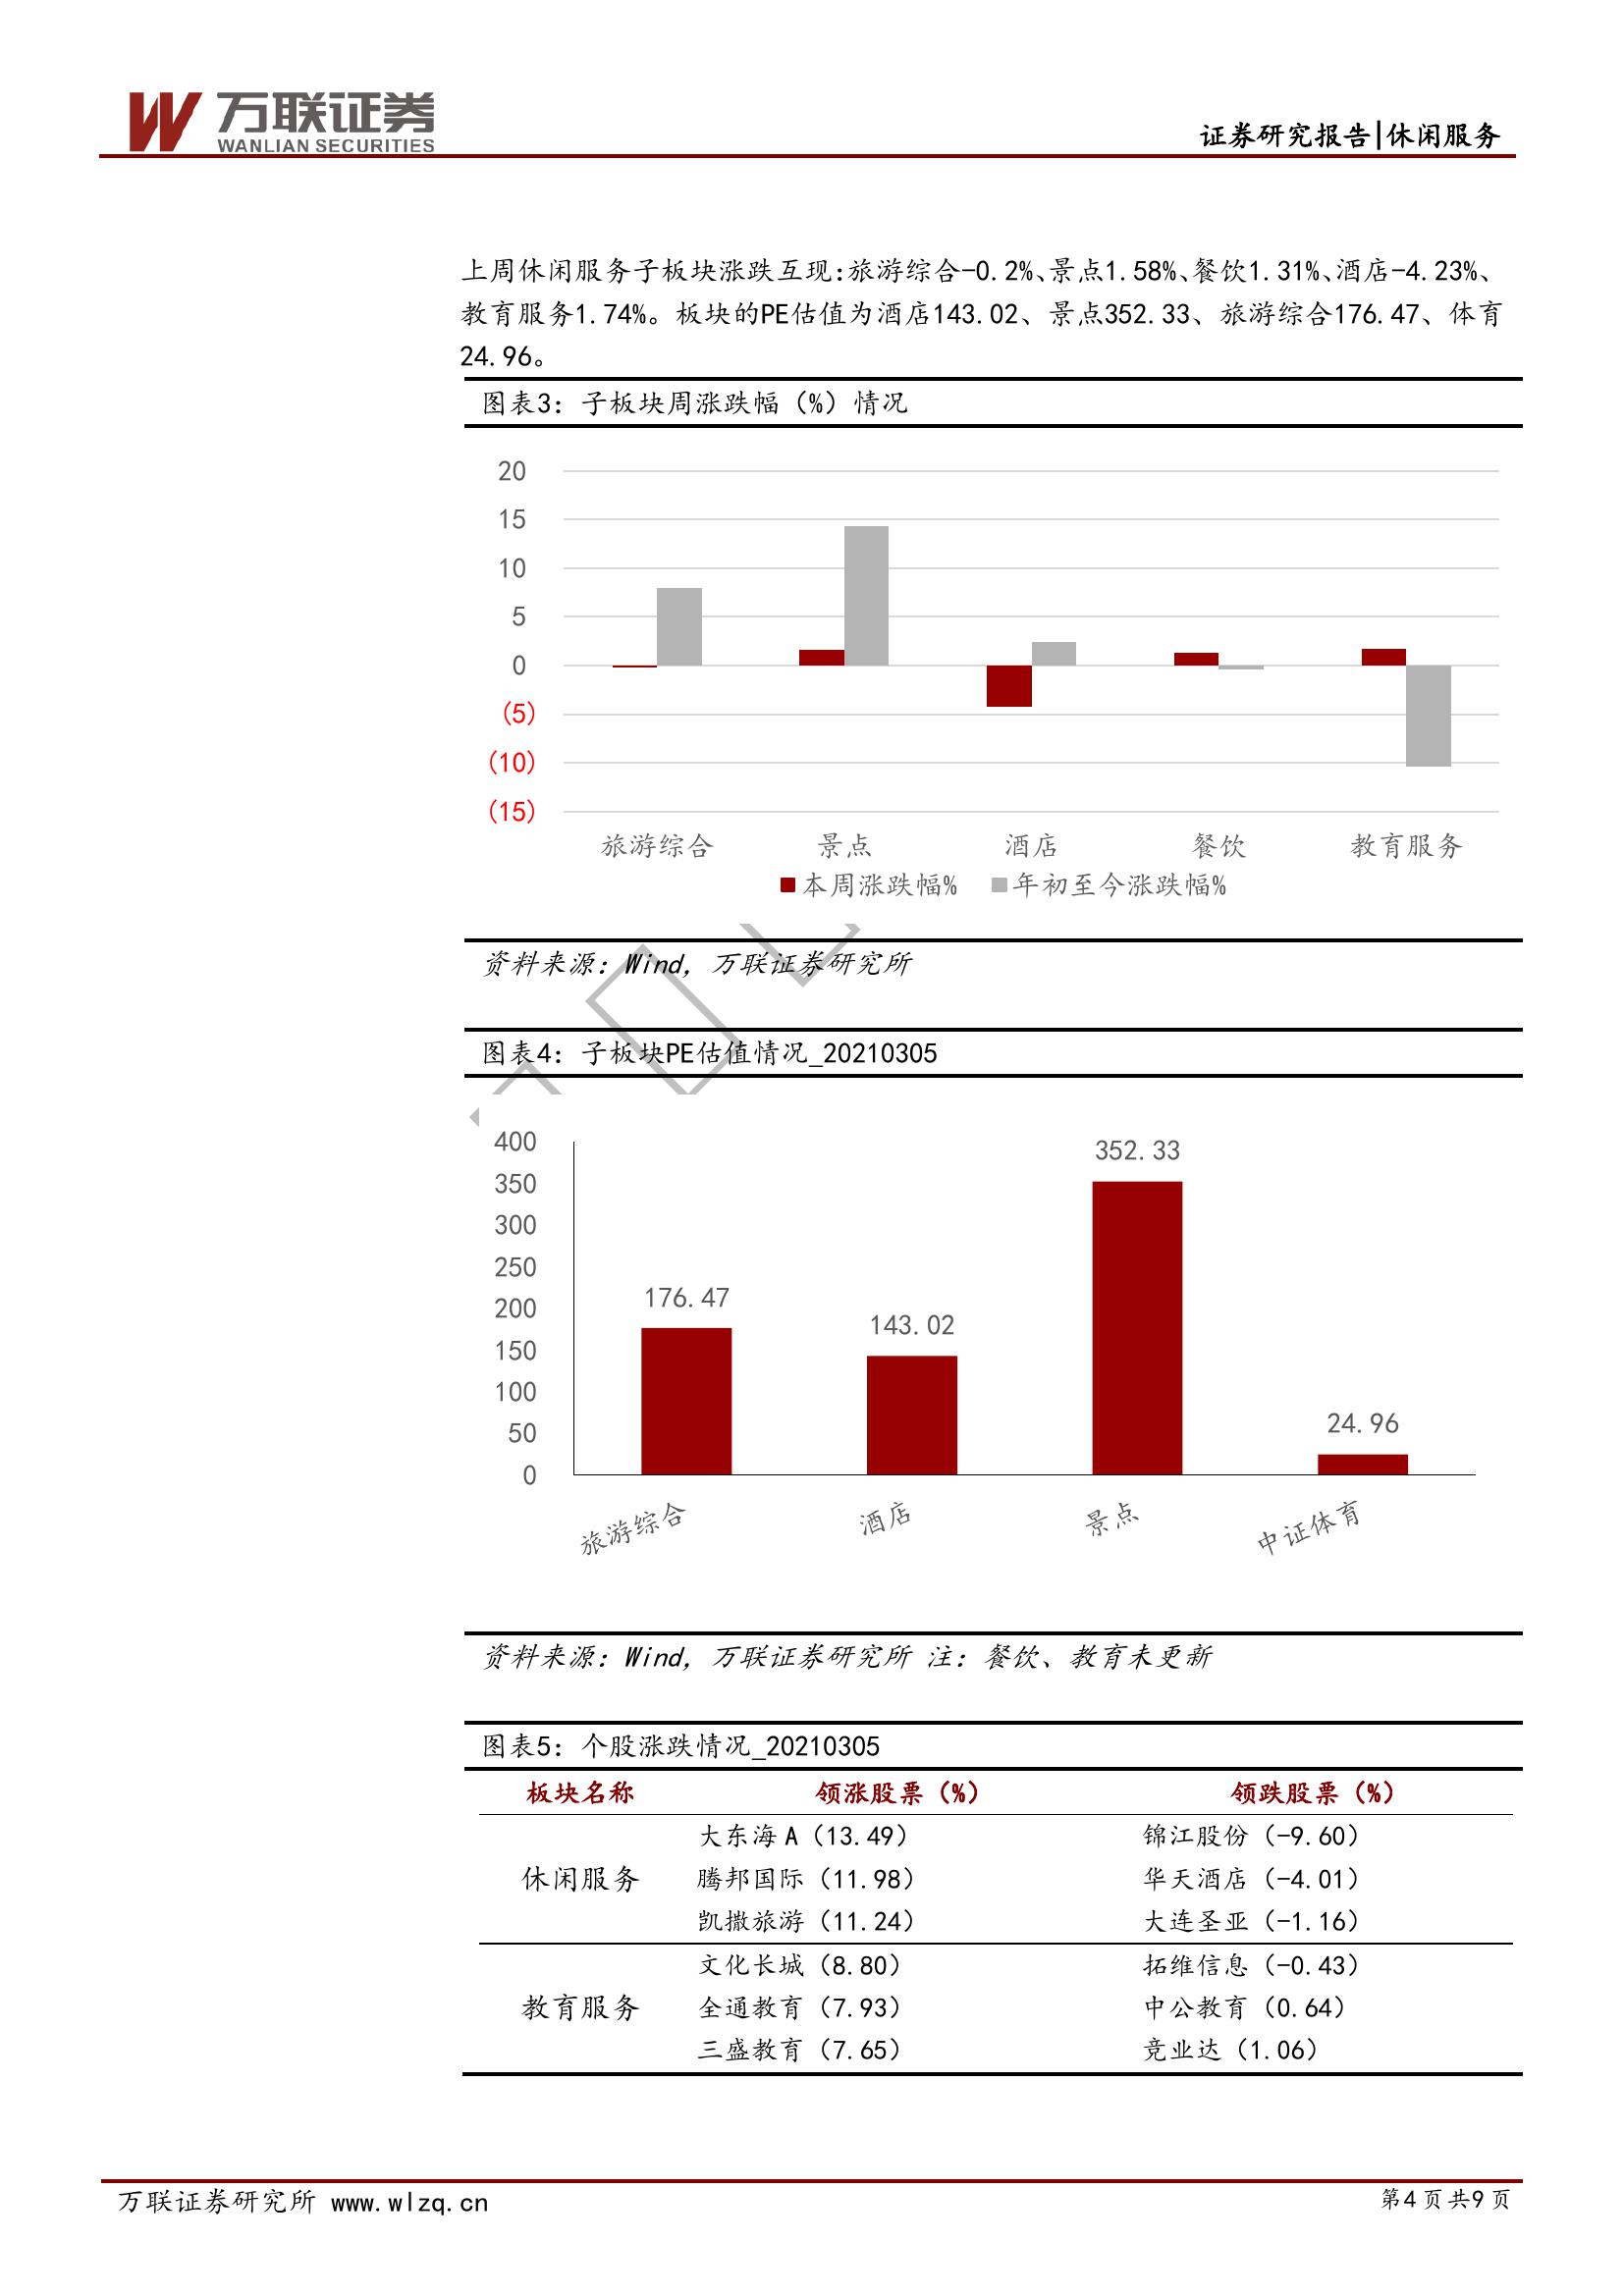 万联证券
WANLIAN SECURITIES
证券研究报告|休闲服务
上周休闲服务子板块涨跌互现:旅游综合-0.2%、景点1.58%、餐饮1.31%、酒店-4.23%、
教育服务1.74%。板块的PE估值为酒店143.02、景点352.33、旅游综合176.47、体育
24.96。
图表3：子板块周涨跌幅（%）情况
20
15
10
5
0
(5)
(10)
(15)
旅游综合 景点 酒店 餐饮 教育服务
本周涨跌幅% 年初至今涨跌幅%
资料来源：Wind，万联证券研究所
图表4：子板块PE估值情况_20210305
400
350
300
250
200
150
100
50
0
176.47 143.02 352.33 24.96
旅游综合 酒店 景点 中证体育
资料来源：Wind，万联证券研究所 注：餐饮、教育未更新
图表5：个股涨跌情况_20210305
板块名称 领涨股票（%） 领跌股票（%）
大东海 A（13.49） 锦江股份（-9.60）
休闲服务 腾邦国际（11.98） 华天酒店（-4.01）
凯撒旅游（11.24） 大连圣亚（-1.16）
文化长城（8.80） 拓维信息（-0.43）
教育服务 全通教育（7.93） 中公教育（0.64）
三盛教育（7.65） 竞业达（1.06）
万联证券研究所 www.wlzq.cn 第4页共9页